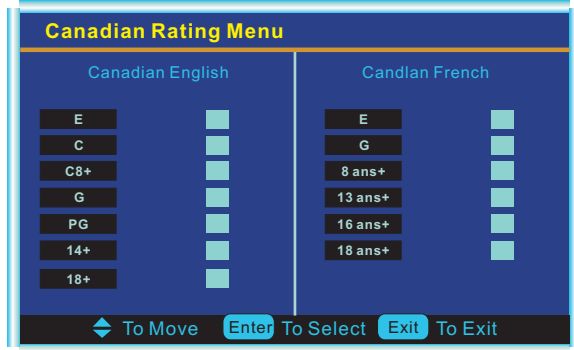 Canadian Rating Menu
Canadian English
E
C
C8+
G
PG
14+
18+
Candlan French
E
G
8 ans+
13 ans+
16 ans+
18 ans+
To Move Enter To Select Exit To Exit